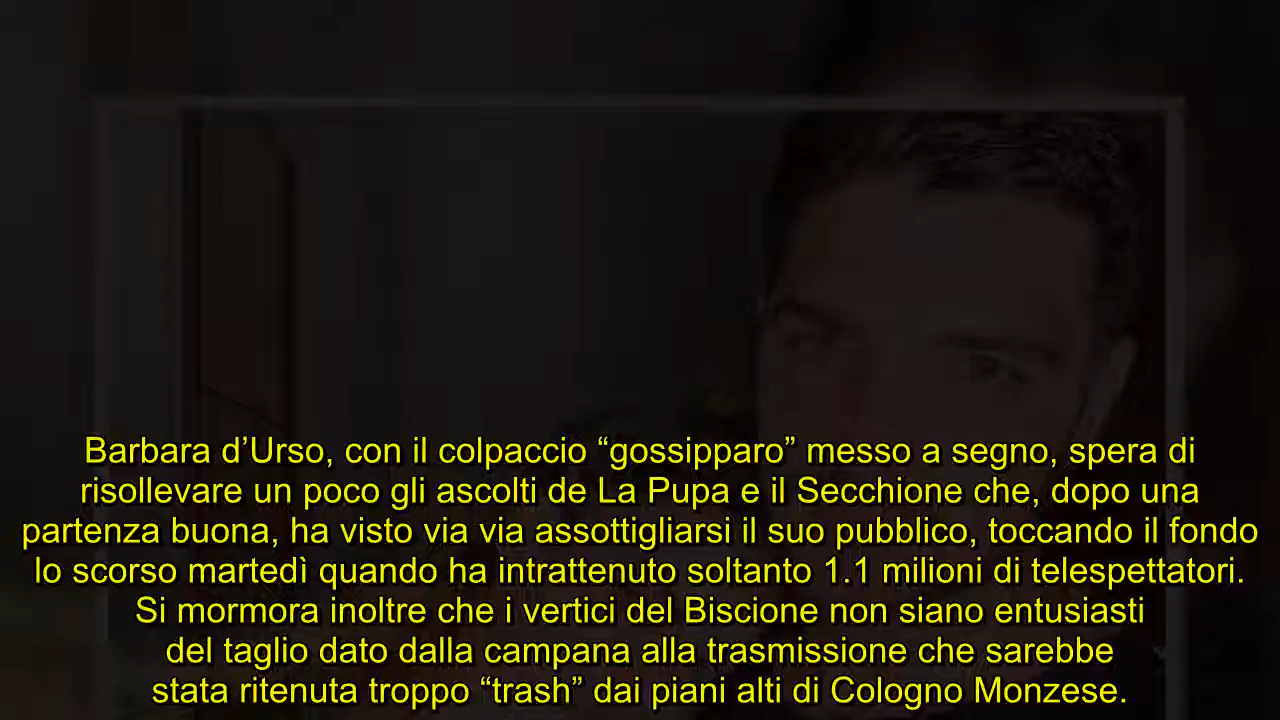 Barbara d’Urso, con il colpaccio “gossipparo” messo a segno, spera di
risollevare un poco gli ascolti de La Pupa e il Secchione che, dopo una
partenza buona, ha visto via via assottigliarsi il suo pubblico, toccando il fondo
lo scorso martedì quando ha intrattenuto soltanto 1.1 milioni di telespettatori.
Si mormora inoltre che i vertici del Biscione non siano entusiasti
del taglio dato dalla campana alla trasmissione che sarebbe
stata ritenuta troppo “trash” dai piani alti di Cologno Monzese.